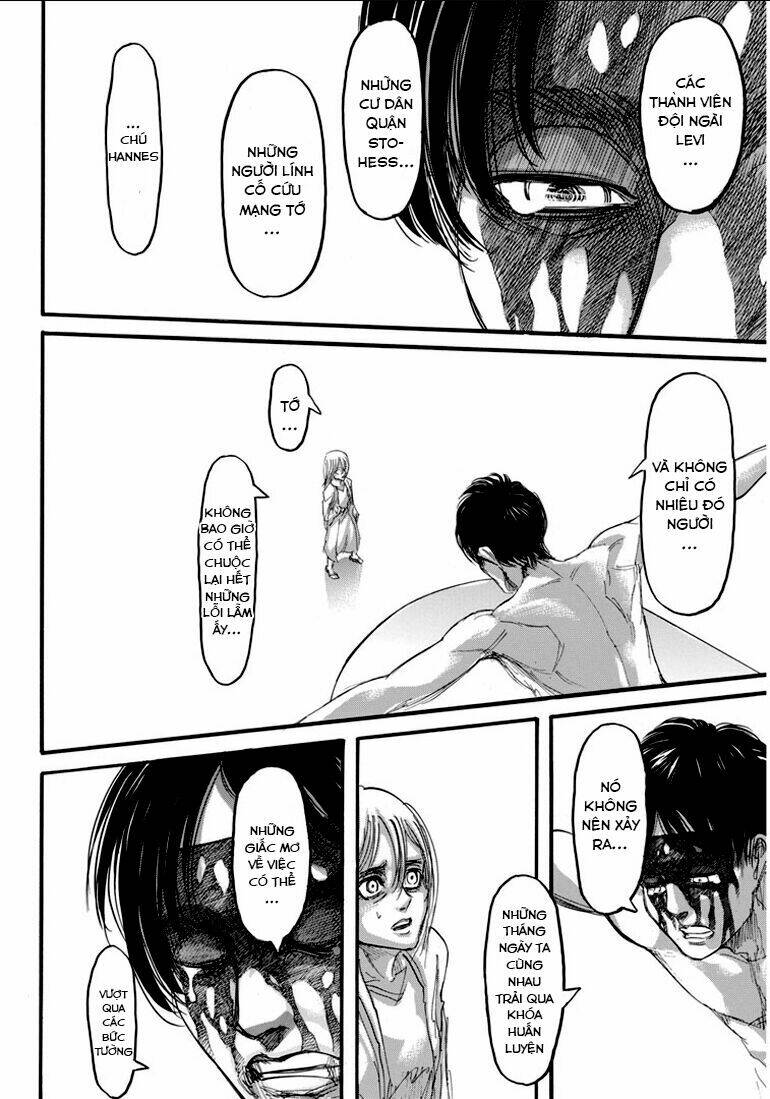 CÁC
THÀNH VIÊN
ĐỘI NGÀI
LEVI
...
NHỮNG
CƯ DÂN
QUẬN
STO-
HESS...
NHỮNG
NGƯỜI LÍNH
CỐ CỨU
MẠNG TỚ
...
...
CHÚ
HANNES
VÀ KHÔNG
CHỈ CÓ
NHIÊU ĐÓ
NGƯỜI
...
TỚ
...
KHÔNG
BAO GIỜ
CÓ THỂ
CHUỘC
LẠI HẾT
NHỮNG
LỖI LẦM
ẤY...
NÓ
KHÔNG
NÊN XẢY
RA...
NHỮNG
THÁNG
NGÀY TA
CÙNG
NHAU
TRẢI QUA
KHÓA
HUẤN
LUYỆN
NHỮNG
GIẤC MƠ
VỀ VIỆC
CÓ THỂ
...
VƯỢT
QUA
CÁC
BỨC
TƯỜNG